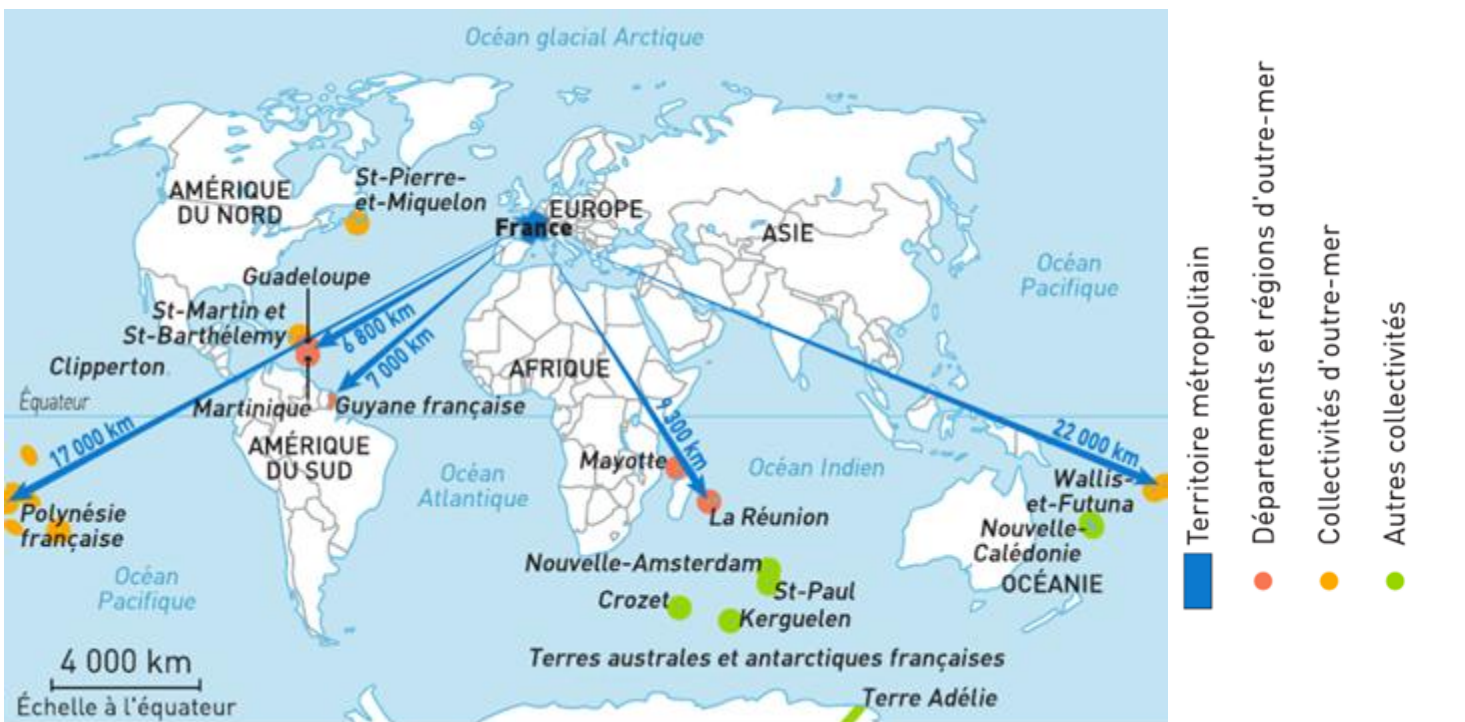 Océan glacial Arctique
AMÉRIQUE
DU NORD
St-Pierre-
et-Miquelon
EUROPE
France
ASIE
Océan
Pacifique
Guadeloupe
St-Martin et
St-Barthélemy
6 800 km
7 000 km
Clipperton
AFRIQUE
Équateur
Martinique
Guyane française
17 000 km
9 300 km
22 000 km
AMÉRIQUE
DU SUD
Océan
Atlantique
Mayotte
Océan Indien
Wallis-
et-Futuna
Polynésie
française
La Réunion
Nouvelle-
Calédonie
OCÉANIE
Nouvelle-Amsterdam
St-Paul
Crozet
Kerguelen
Océan
Pacifique
4 000 km
Échelle à l'équateur
Terres australes et antarctiques françaises
Terre Adélie
Territoire métropolitain
Départements et régions d'outre-mer
Collectivités d'outre-mer
Autres collectivités